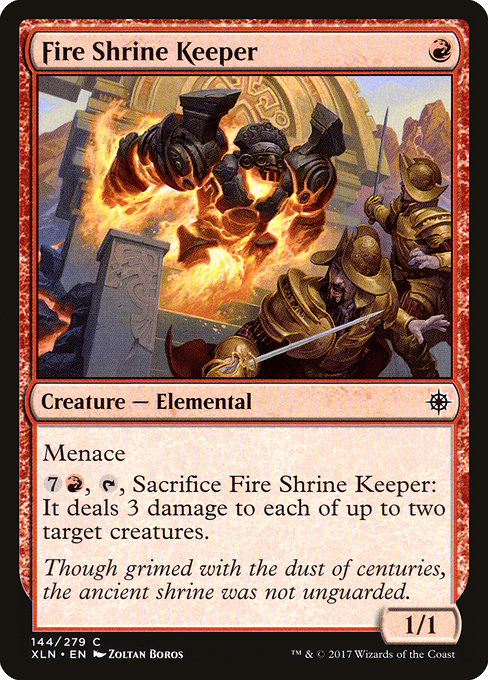 Fire Shrine Keeper
Creature — Elemental
Menace
7, , Sacrifice Fire Shrine Keeper:
It deals 3 damage to each of up to two
target creatures.
Though grimed with the dust of centuries,
the ancient shrine was not unguarded.
1/1
144/279 C
XLN • EN Zoltan Boros
™ & © 2017 Wizards of the Coast